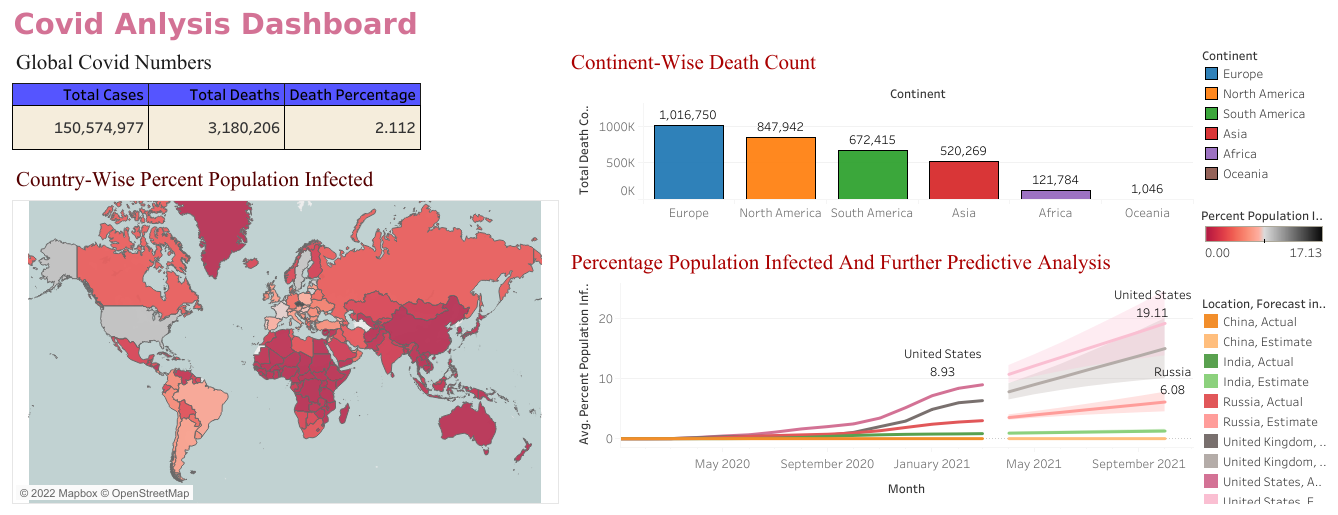 Covid Anlysis Dashboard
Global Covid Numbers
Total Cases Total Deaths Death Percentage
150,574,977 3,180,206 2.112
Country-Wise Percent Population Infected
© 2022 Mapbox © OpenStreetMap
Continent-Wise Death Count
Continent
Total Death Co..
1000K
500K
0K
1,016,750
847,942
672,415
520,269
121,784
1,046
Europe North America South America Asia Africa Oceania
Percentage Population Infected And Further Predictive Analysis
Avg. Percent Population Inf..
20
10
0
United States
8.93
United States
19.11
Russia
6.08
May 2020 September 2020 January 2021 May 2021 September 2021
Month
Continent
Europe
North America
South America
Asia
Africa
Oceania
Percent Population I..
0.00 17.13
Location, Forecast in..
China, Actual
China, Estimate
India, Actual
India, Estimate
Russia, Actual
Russia, Estimate
United Kingdom, ..
United Kingdom, ..
United States, A..
United States, E..